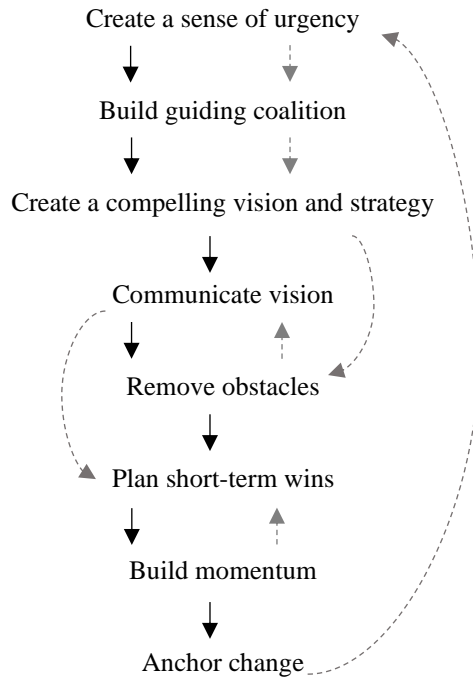 Create a sense of urgency
Build guiding coalition
Create a compelling vision and strategy
Communicate vision
Remove obstacles
Plan short-term wins
Build momentum
Anchor change